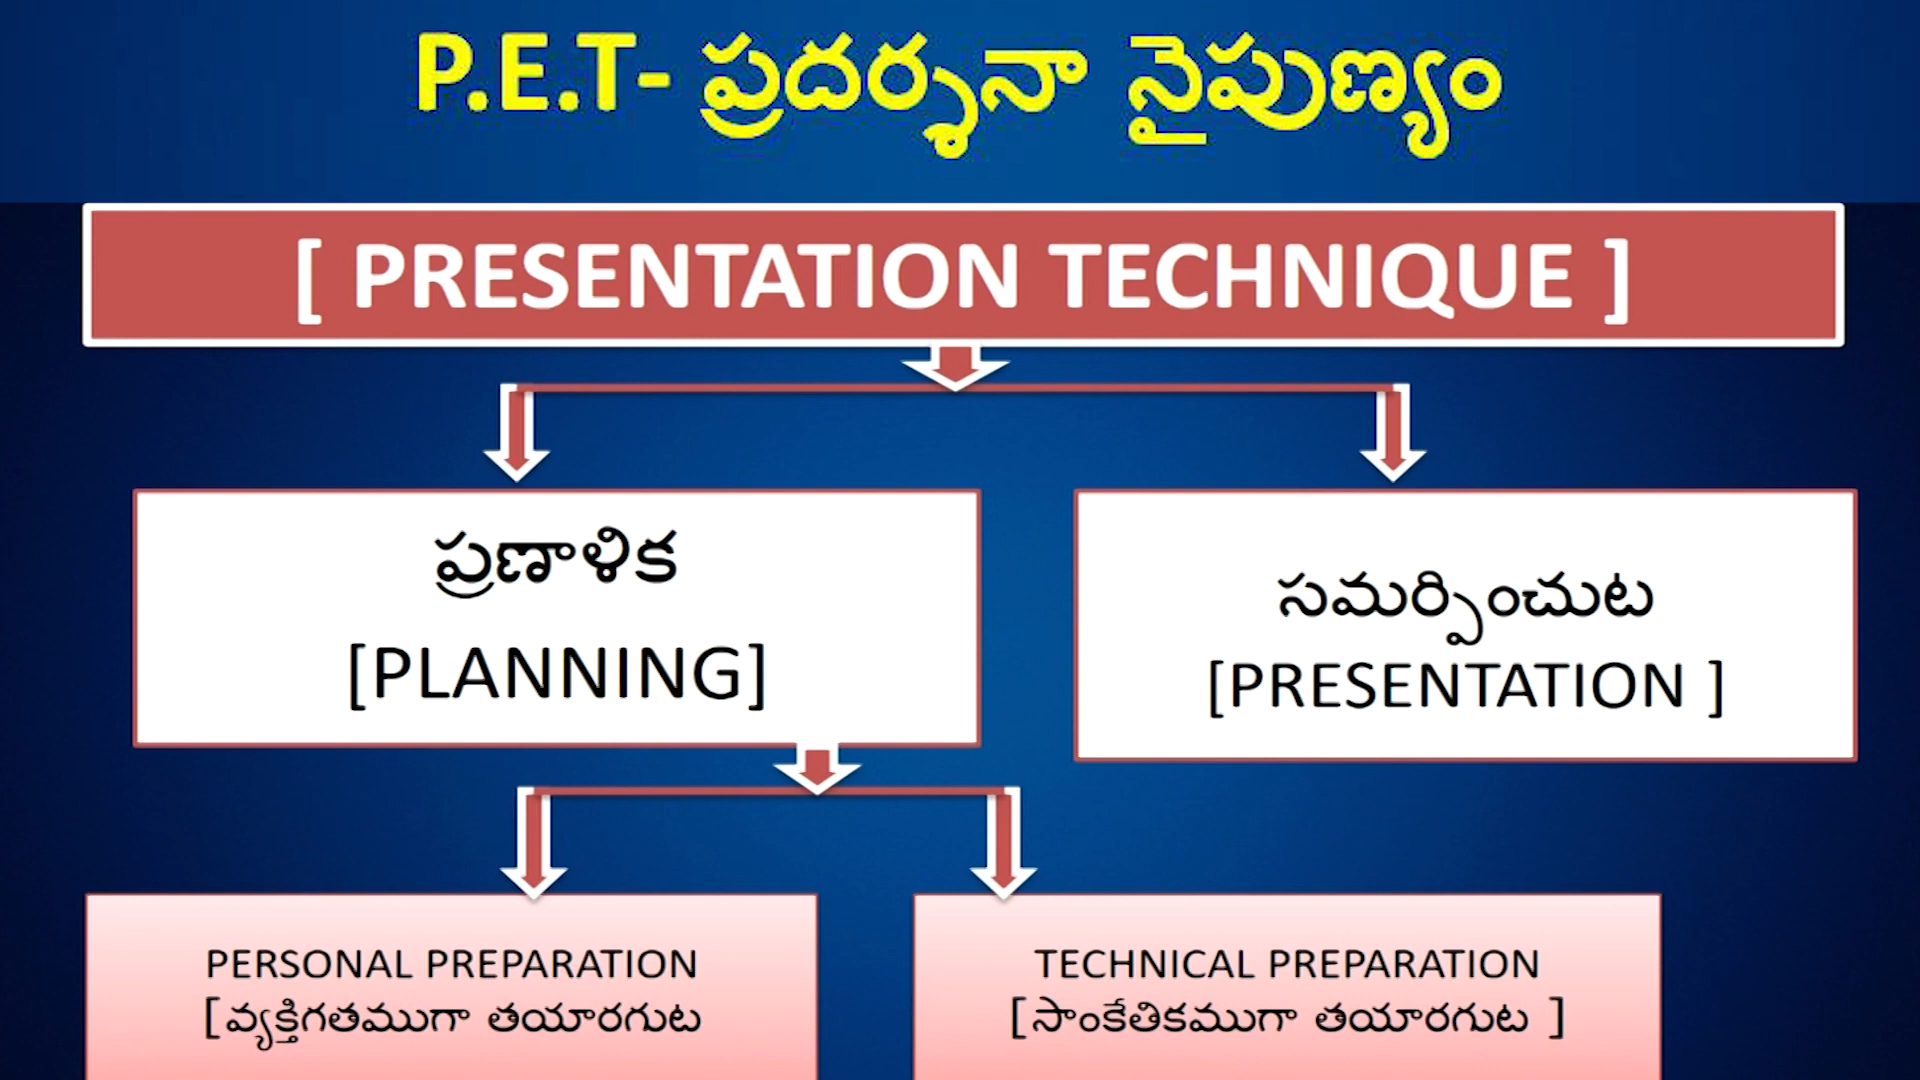 P.E.T- ప్రదర్శనా నైపుణ్యం
[ PRESENTATION TECHNIQUE ]
ప్రణాళిక
[PLANNING]
సమర్పించుట
[PRESENTATION ]
PERSONAL PREPARATION
[వ్యక్తిగతముగా తయారగుట
TECHNICAL PREPARATION
[సాంకేతికముగా తయారగుట ]